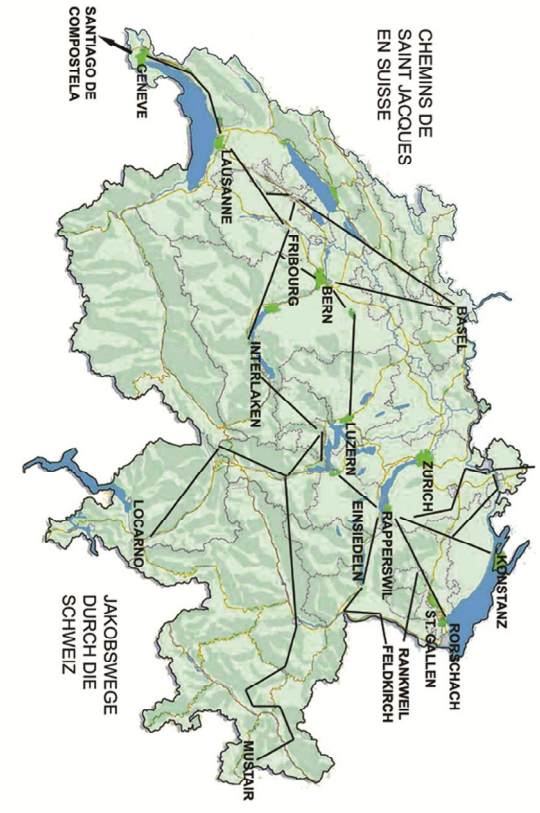 CHEMINS DE
SAINT JACQUES
EN SUISSE
BASEL
KONSTANZ
ZÜRICH
RORSCHACH
ST. GALLEN
RAPPERSWIL
RANKWEIL
FELDKIRCH
LUZERN
EINSIEDELN
BERN
FRIBOURG
INTERLAKEN
LAUSANNE
GENEVE
SANTIAGO DE
COMPOSTELA
LOCARNO
MUSTAIR
JAKOBSWEGE
DURCH DIE
SCHWEIZ